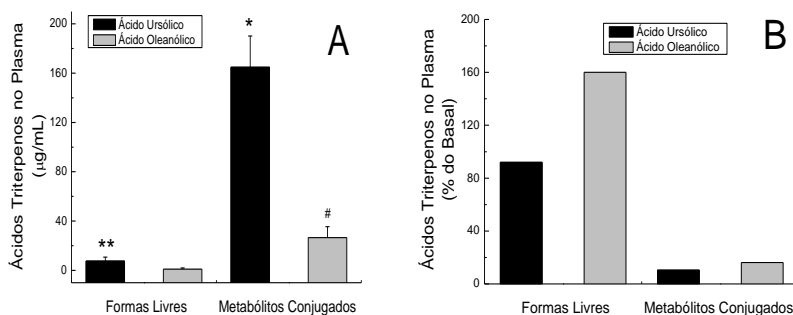 Ácido Ursólico
Ácido Oleanólico
A
Ácidos Triterpenos no Plasma
(µg/mL)
200
160
120
80
40
0
*
**
#
Formas Livres
Metabólitos Conjugados
Ácido Ursólico
Ácido Oleanólico
B
Ácidos Triterpenos no Plasma
(% do Basal)
200
160
120
80
40
0
Formas Livres
Metabólitos Conjugados